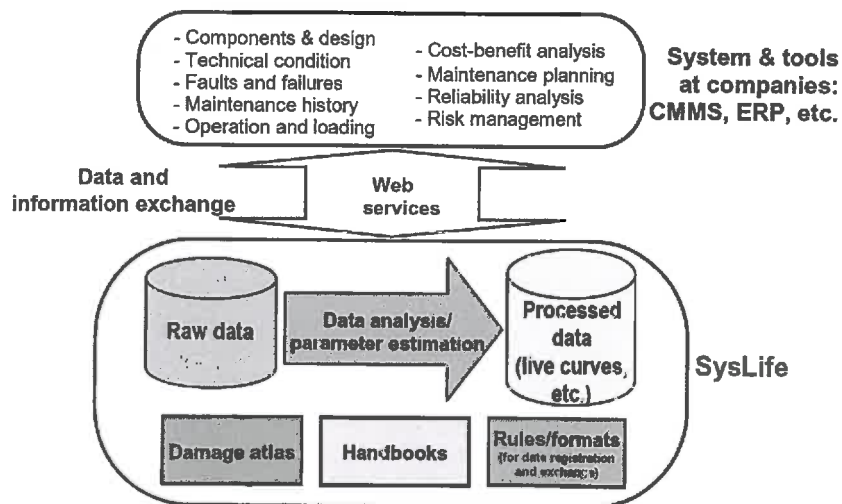 - Components & design
- Technical condition
- Faults and failures
- Maintenance history
- Operation and loading
- Cost-benefit analysis
- Maintenance planning
- Reliability analysis
- Risk management
System & tools
at companies:
CMMS, ERP, etc.
Data and
information exchange
Web
services
Raw data
Data analysis/
parameter estimation
Processed
data
(live curves,
etc.)
SysLife
Damage atlas
Handbooks
Rules/formats
(for date registration
and exchange)